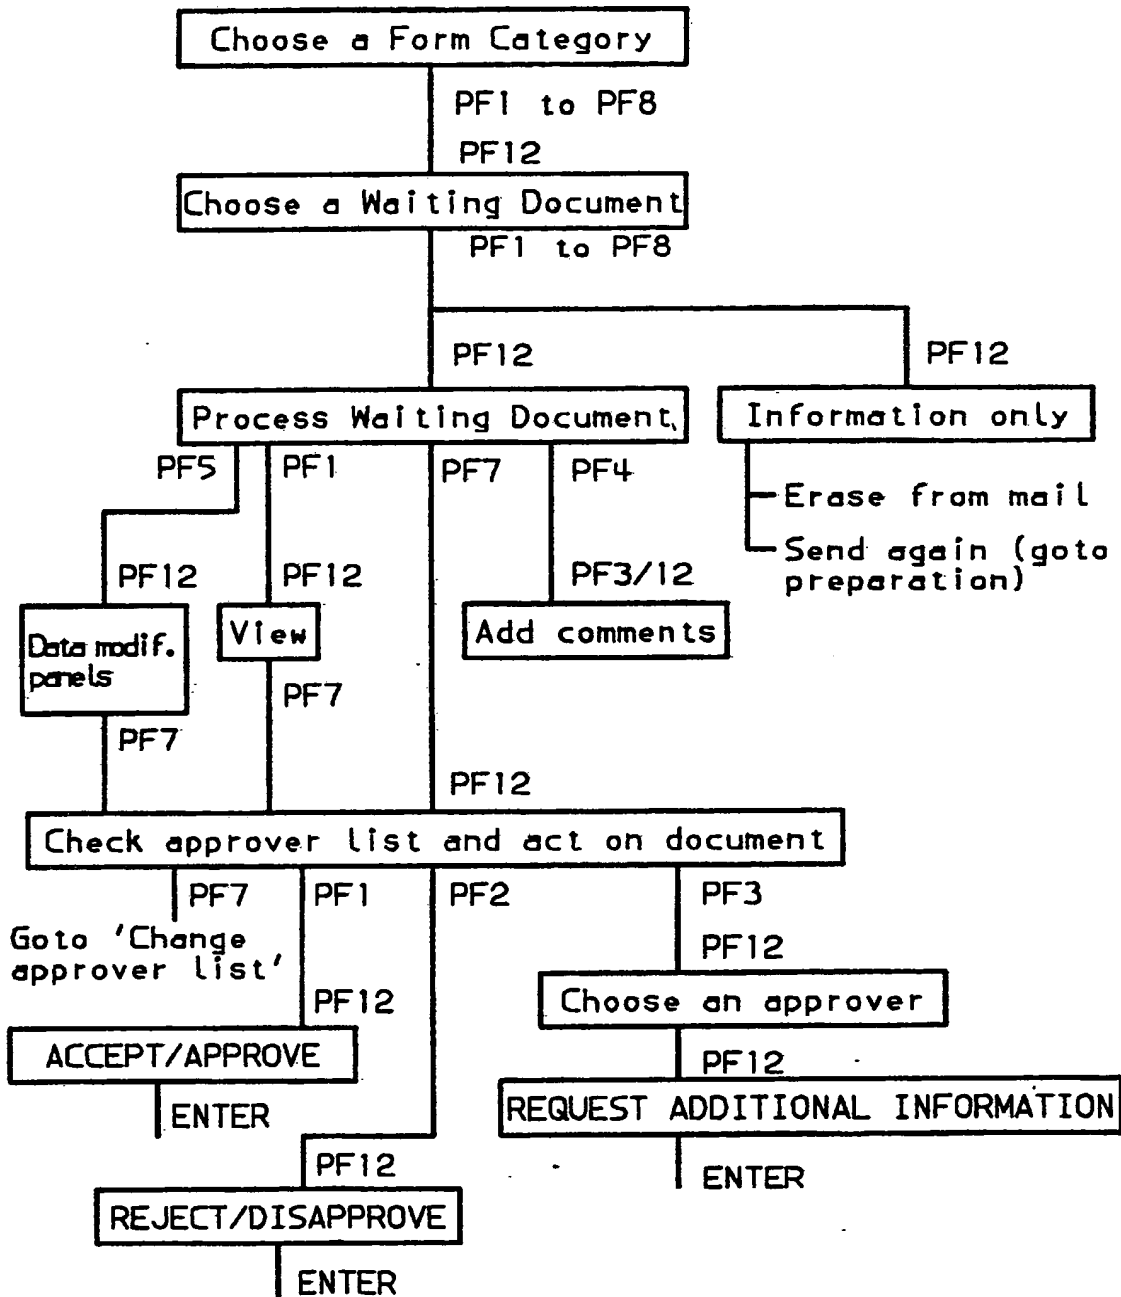 Choose a Form Category
PF1 to PF8
PF12
Choose a Waiting Document
PF1 to PF8
PF12
PF12
Process Waiting Document.
Information only
PF5
PF1
PF7
PF4
Erase from mail
Send again (goto
preparation)
PF12
PF12
PF3/12
Data modif.
panels
View
Add comments
PF7
PF7
PF12
Check approver list and act on document
PF7
PF1
PF2
PF3
Goto 'Change
approver list'
PF12
Choose an approver
PF12
ACCEPT/APPROVE
PF12
REQUEST ADDITIONAL INFORMATION
ENTER
PF12
ENTER
REJECT/DISAPPROVE
ENTER